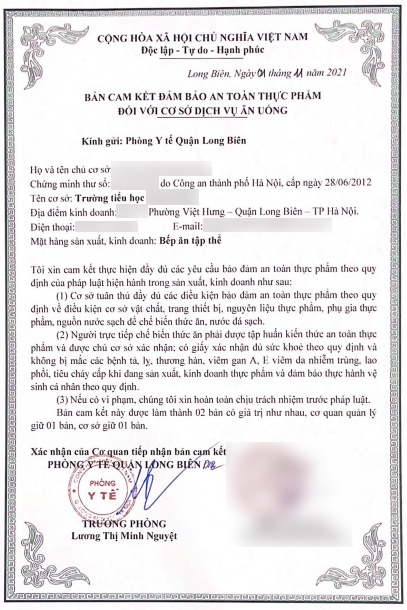 CỘNG HÒA XÃ HỘI CHỦ NGHĨA VIỆT NAM
Độc lập - Tự do - Hạnh phúc
Long Biên, Ngày 01 tháng 11 năm 2021
BẢN CAM KẾT ĐẢM BẢO AN TOÀN THỰC PHẨM
ĐỐI VỚI CƠ SỞ DỊCH VỤ ĂN UỐNG
Kính gửi: Phòng Y tế Quận Long Biên
Họ và tên chủ cơ sở
Chứng minh thư số: do Công an thành phố Hà Nội, cấp ngày 28/06/2012
Tên cơ sở: Trường tiểu học
Địa điểm kinh doanh: Phường Việt Hưng – Quận Long Biên – TP Hà Nội.
Điện thoại: E-mail:
Mặt hàng sản xuất, kinh doanh: Bếp ăn tập thể
Tôi xin cam kết thực hiện đầy đủ các yêu cầu bảo đảm an toàn thực phẩm theo quy
định của pháp luật hiện hành trong sản xuất, kinh doanh như sau:
(1) Cơ sở tuân thủ đầy đủ các điều kiện bảo đảm an toàn thực phẩm theo quy định
về điều kiện cơ sở vật chất, trang thiết bị, nguyên liệu thực phẩm, phụ gia thực
phẩm, nguồn nước sạch để chế biến thức ăn, nước đá sạch.
(2) Người trực tiếp chế biến thức ăn phải được tập huấn kiến thức an toàn thực phẩm
và được chủ cơ sở xác nhận; có giấy xác nhận đủ sức khoẻ theo quy định và
không bị mắc các bệnh tả, lỵ, thương hàn, viêm gan A, E viêm da nhiễm trùng, lao
phổi, tiêu chảy cấp khi đang sản xuất, kinh doanh thực phẩm và đảm bảo thực hành vệ
sinh cá nhân theo quy định.
(3) Nếu có vi phạm, chúng tôi xin hoàn toàn chịu trách nhiệm trước pháp luật.
Bản cam kết này được làm thành 02 bản có giá trị như nhau, cơ quan quản lý
giữ 01 bản, cơ sở giữ 01 bản.
Xác nhận của Cơ quan tiếp nhận bản cam kết
PHÒNG Y TẾ QUẬN LONG BIÊN
PHÒNG
Y TẾ
TRƯỞNG PHÒNG
Lương Thị Minh Nguyệt